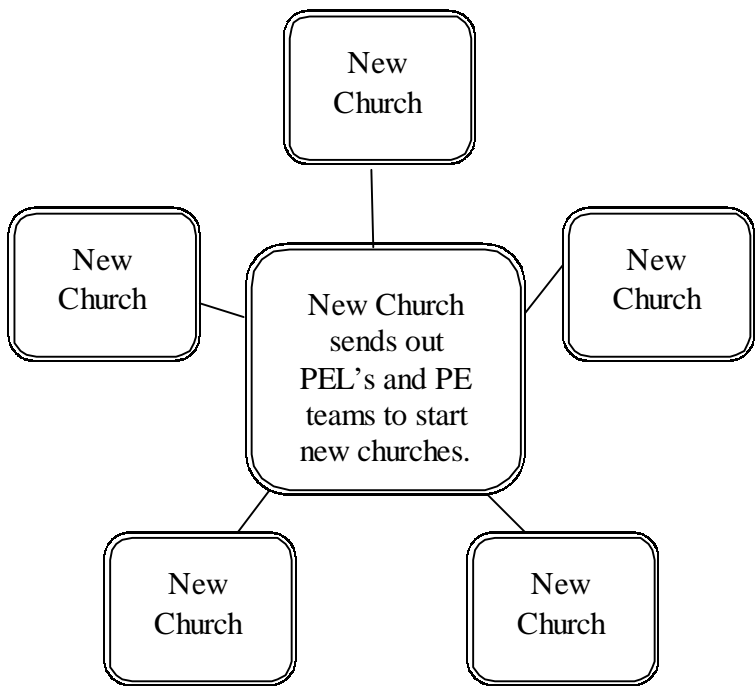 New
Church
New
Church
New
Church
New Church
sends out
PEL's and PE
teams to start
new churches.
New
Church
New
Church